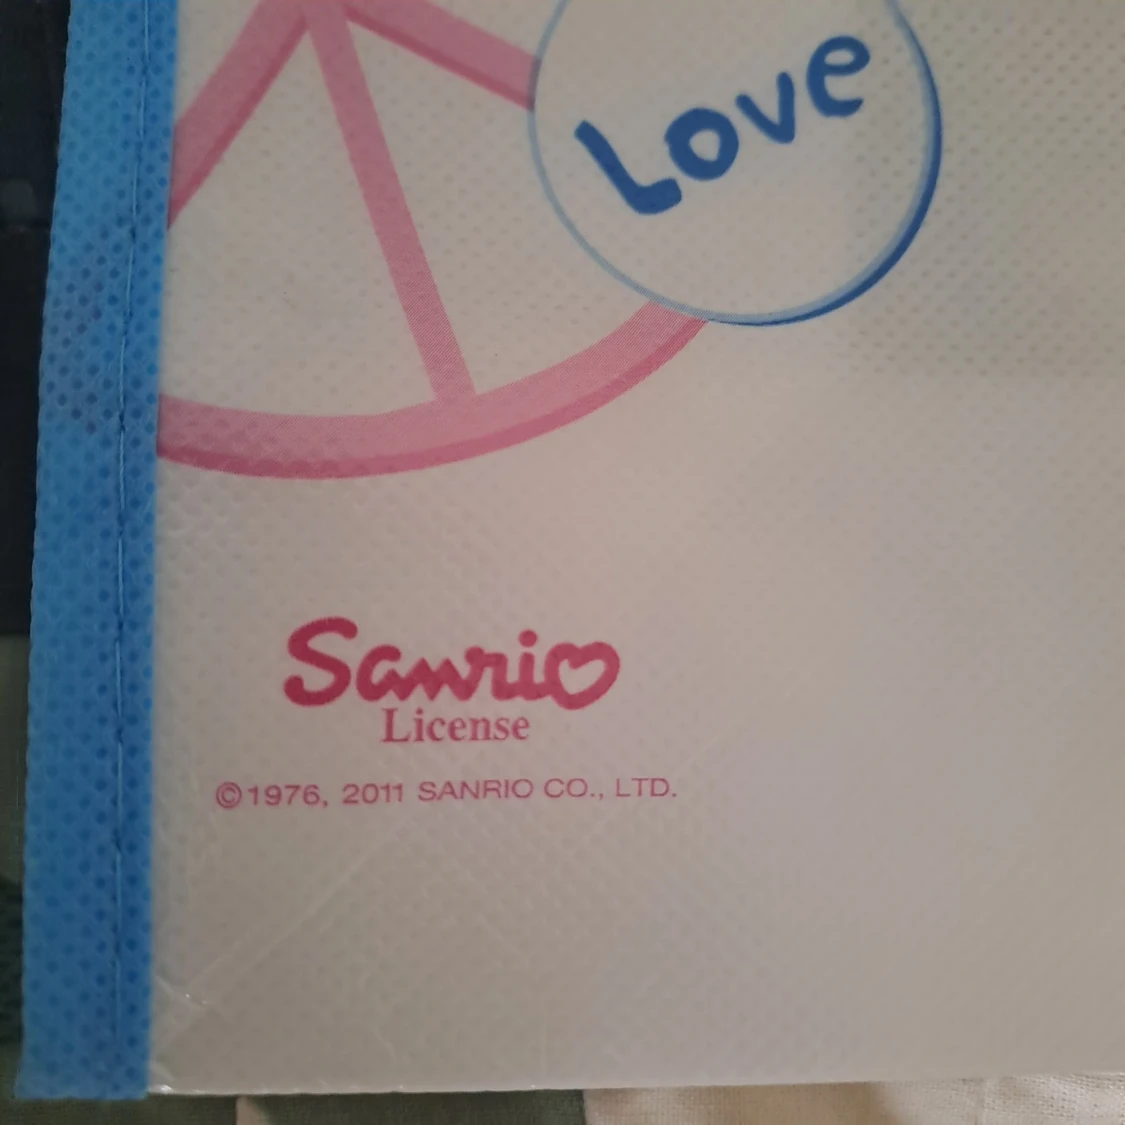 Love
Sanrio
License
©1976, 2011 SANRIO CO., LTD.